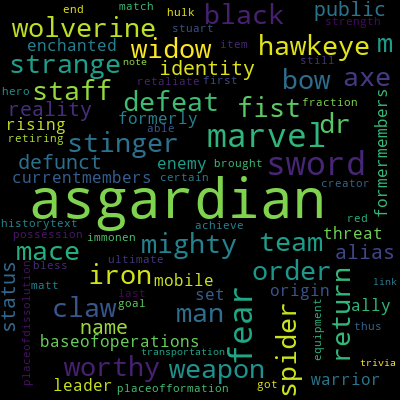 end match hulk
stuart black public
wolverine
enchanted widow hawkeye m
strange item strength
note identity bow axe
staff retaliate first still
reality defeat fist dr fraction
hero formerly
rising able marvel
retiring stinger
defunct enemy brought sword
currentmembers certain creator
formermembers
asgardian
historytext achieve red
possession immonen mighty team threat
mace ultimate order alias
bless link
status matt iron mobile origin ally
placeofdissolution last goal set fear return
claw man spider equipment thus
name
baseofoperations
transportation trivia
worthy weapon got warrior
leader placeofformation